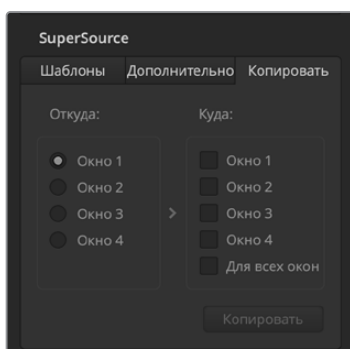 SuperSource
Шаблоны Дополнительно Копировать
Откуда: Куда:
Окно 1 Окно 1
Окно 2 Окно 2
Окно 3 > Окно 3
Окно 4 Окно 4
Для всех окон
Копировать